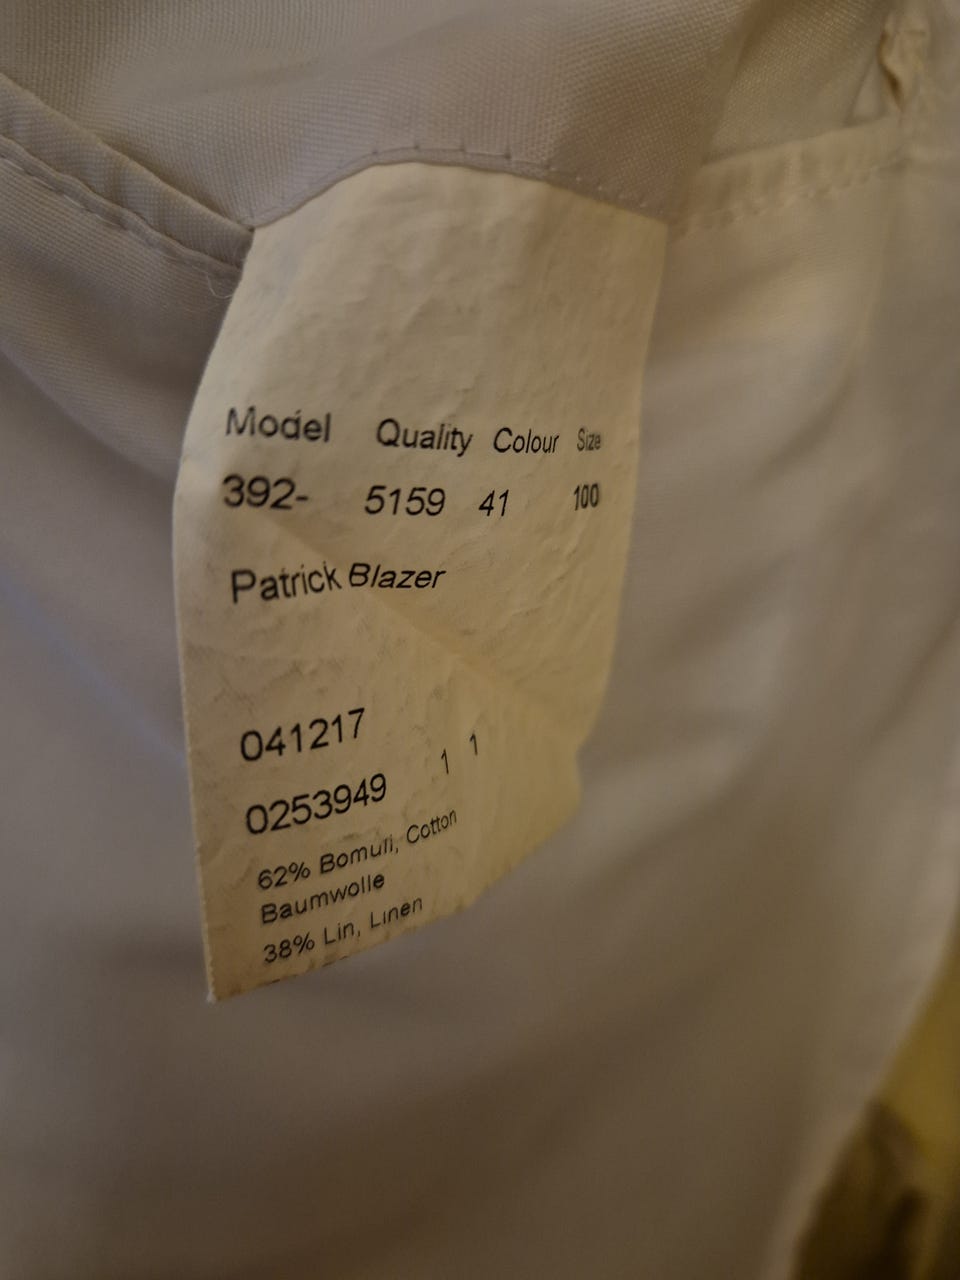 Model Quality Colour Size
392- 5159 41 100
Patrick Blazer
041217
0253949 1 1
62% Bomull, Cotton
Baumwolle
38% Lin, Linen